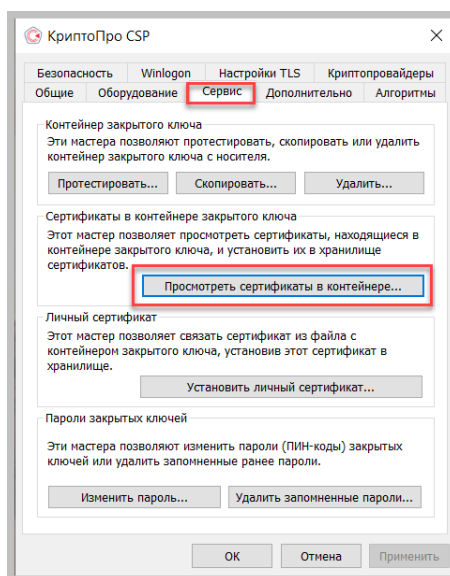 КриптоПро CSP
Безопасность Winlogon Настройки TLS Криптопровайдеры
Общие Оборудование Сервис Дополнительно Алгоритмы
Контейнер закрытого ключа
Эти мастера позволяют протестировать, скопировать или удалить
контейнер закрытого ключа с носителя.
Протестировать... Скопировать... Удалить...
Сертификаты в контейнере закрытого ключа
Этот мастер позволяет просмотреть сертификаты, находящиеся в
контейнере закрытого ключа, и установить их в хранилище
сертификатов.
Просмотреть сертификаты в контейнере...
Личный сертификат
Этот мастер позволяет связать сертификат из файла с
контейнером закрытого ключа, установив этот сертификат в
хранилище.
Установить личный сертификат...
Пароли закрытых ключей
Эти мастера позволяют изменить пароли (ПИН-коды) закрытых
ключей или удалить запомненные ранее пароли.
Изменить пароль... Удалить запомненные пароли...
ОК Отмена Применить